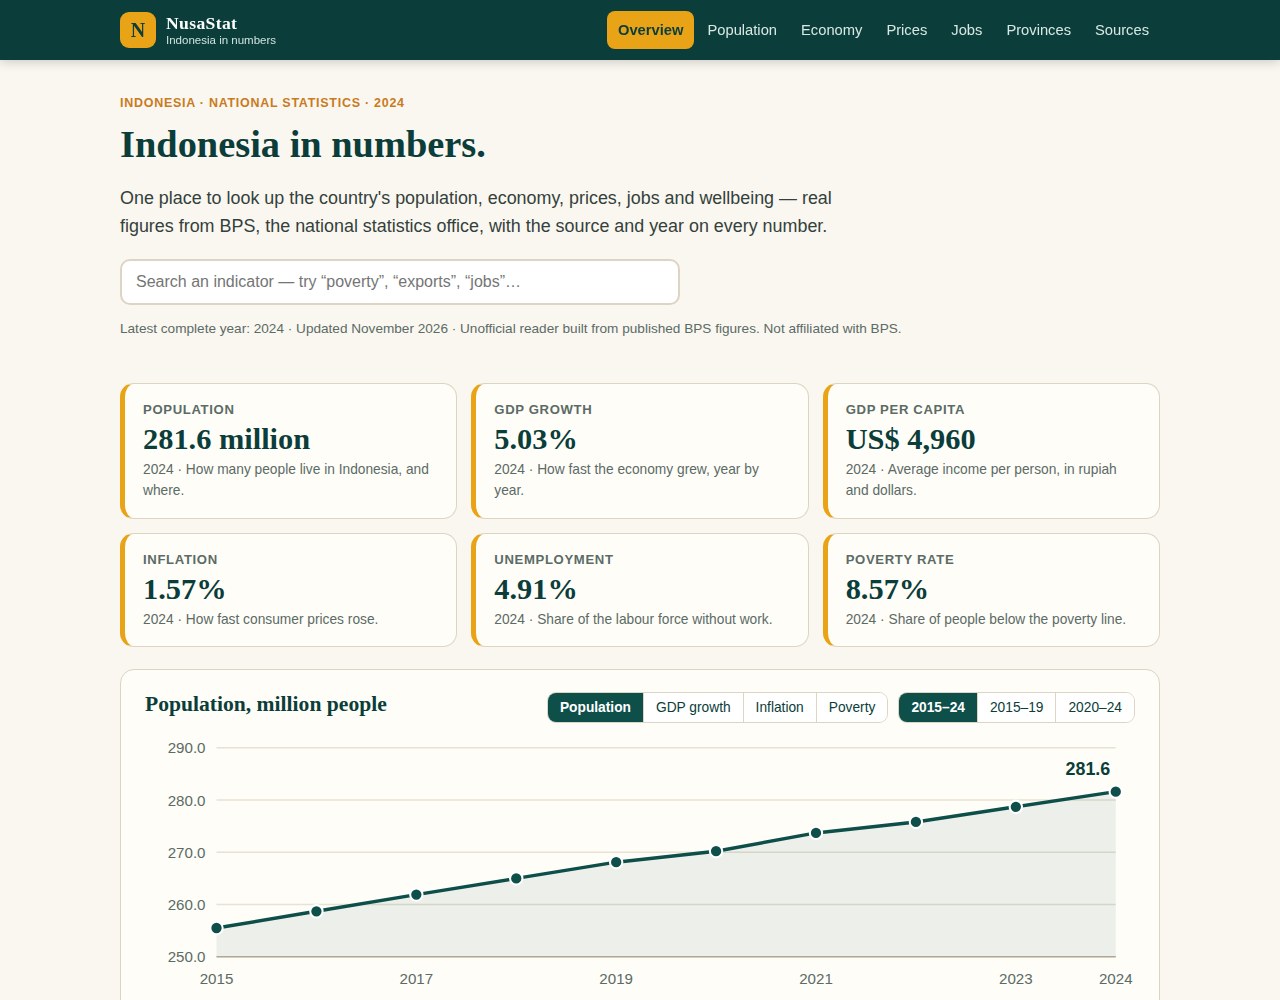 N
NusaStat
Indonesia in numbers
Overview Population Economy Prices Jobs Provinces Sources
INDONESIA · NATIONAL STATISTICS · 2024
Indonesia in numbers.
One place to look up the country's population, economy, prices, jobs and wellbeing — real
figures from BPS, the national statistics office, with the source and year on every number.
Search an indicator — try “poverty”, “exports”, “jobs”…
Latest complete year: 2024 · Updated November 2026 · Unofficial reader built from published BPS figures. Not affiliated with BPS.
POPULATION
281.6 million
2024 · How many people live in Indonesia, and
where.
GDP GROWTH
5.03%
2024 · How fast the economy grew, year by
year.
GDP PER CAPITA
US$ 4,960
2024 · Average income per person, in rupiah
and dollars.
INFLATION
1.57%
2024 · How fast consumer prices rose.
UNEMPLOYMENT
4.91%
2024 · Share of the labour force without work.
POVERTY RATE
8.57%
2024 · Share of people below the poverty line.
Population, million people
Population GDP growth Inflation Poverty
2015–24 2015–19 2020–24
290.0
281.6
280.0
270.0
260.0
250.0
2015 2017 2019 2021 2023 2024